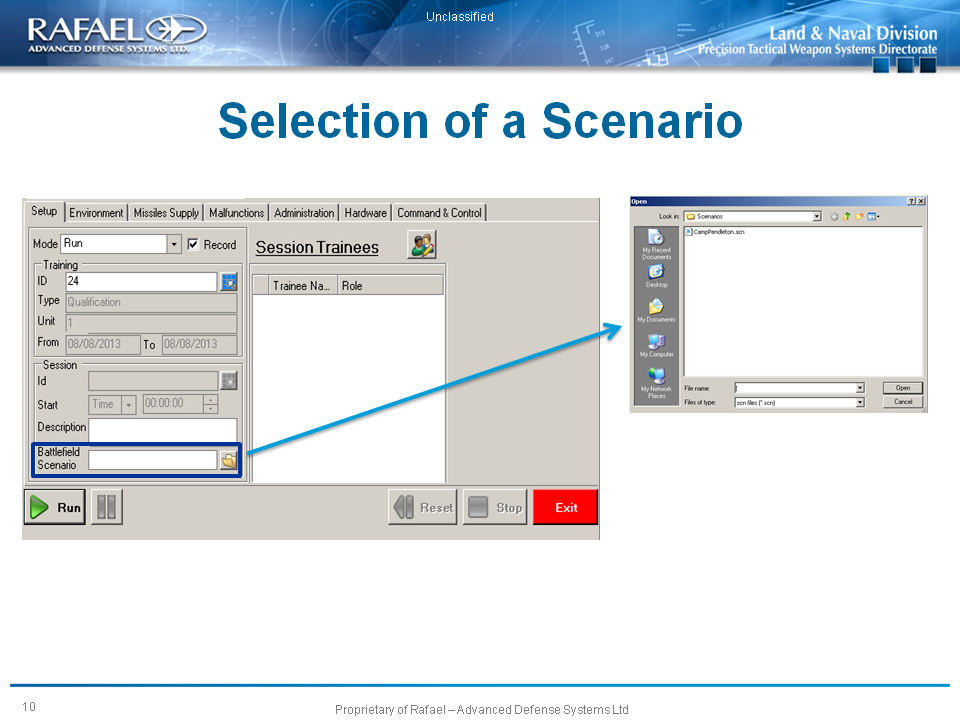 Unclassified
RAFAEL
ADVANCED DEFENSE SYSTEMS LTD.
Land & Naval Division
Precision Tactical Weapon Systems Directorate
Selection of a Scenario
Setup Environment Missiles Supply Malfunctions Administration Hardware Command & Control
Mode Run Record
Session Trainees
Training
ID 24
Type Qualification
Unit 1
From 08/08/2013 To 08/08/2013
Trainee Na... Role
Session
Id
Start Time 00:00:00
Description
Battlefield
Scenario
Run Reset Stop Exit
Open
Look in: Scenarios
CampPendleton.scn
My Recent
Documents
Desktop
My Documents
My Computer
My Network
Places
File name: Open
Files of type: scn files (*.scn) Cancel
10
Proprietary of Rafael – Advanced Defense Systems Ltd